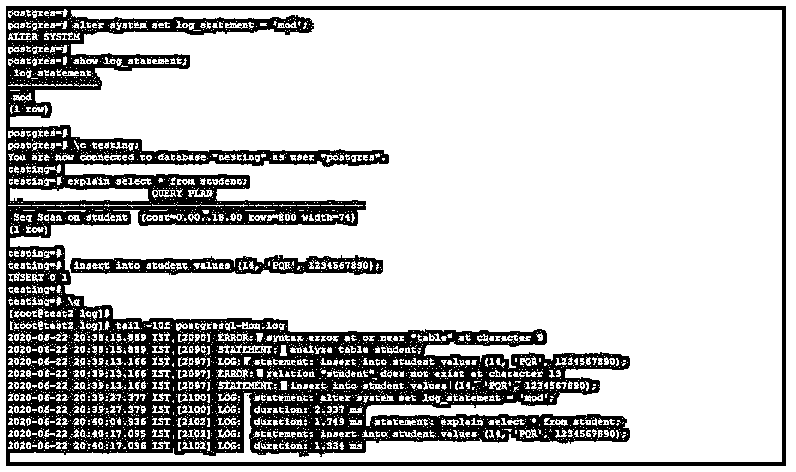 postgres=#
postgres=# alter system set log_statement = 'mod';
ALTER SYSTEM
postgres=#
postgres=# show log_statement;
log_statement
---------------
mod
(1 row)
postgres=#
postgres=# \c testing;
You are now connected to database "testing" as user "postgres".
testing=#
testing=# explain select * from student;
QUERY PLAN
Seq Scan on student (cost=0.00..18.00 rows=800 width=74)
(1 row)
testing=#
testing=# insert into student values (14, 'PQR', 1234567890);
INSERT 0 1
testing=#
testing=# \q
[root@test2 log]#
[root@test2 log]# tail -10f postgresql-Mon.log
2020-06-22 20:38:15.889 IST [2097] ERROR: syntax error at or near "table" at character 9
2020-06-22 20:38:15.889 IST [2097] STATEMENT: analyze table student;
2020-06-22 20:39:13.166 IST [2097] LOG: statement: insert into student values (14, 'PQR', 1234567890);
2020-06-22 20:39:13.166 IST [2097] ERROR: relation "student" does not exist at character 13
2020-06-22 20:39:13.166 IST [2097] STATEMENT: insert into student values (14, 'PQR', 1234567890);
2020-06-22 20:39:27.377 IST [2100] LOG: statement: alter system set log_statement = 'mod';
2020-06-22 20:39:27.379 IST [2100] LOG: duration: 2.337 ms
2020-06-22 20:40:04.936 IST [2102] LOG: duration: 1.749 ms statement: explain select * from student;
2020-06-22 20:40:17.095 IST [2102] LOG: statement: insert into student values (14, 'PQR', 1234567890);
2020-06-22 20:40:17.096 IST [2102] LOG: duration: 1.334 ms